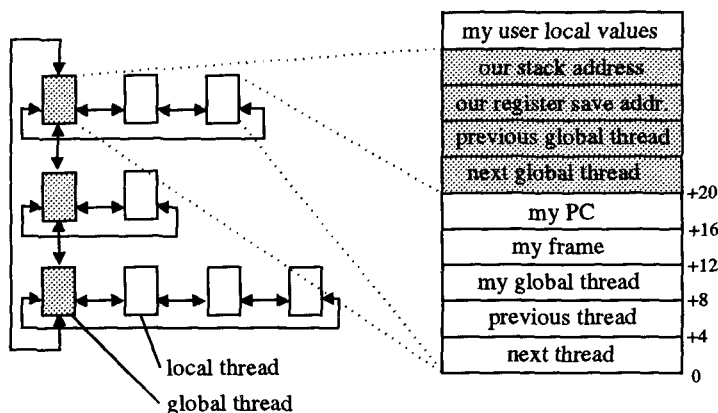 my user local values
our stack address
our register save addr.
previous global thread
next global thread
+20
my PC
+16
my frame
+12
my global thread
+8
previous thread
+4
next thread
0
local thread
global thread